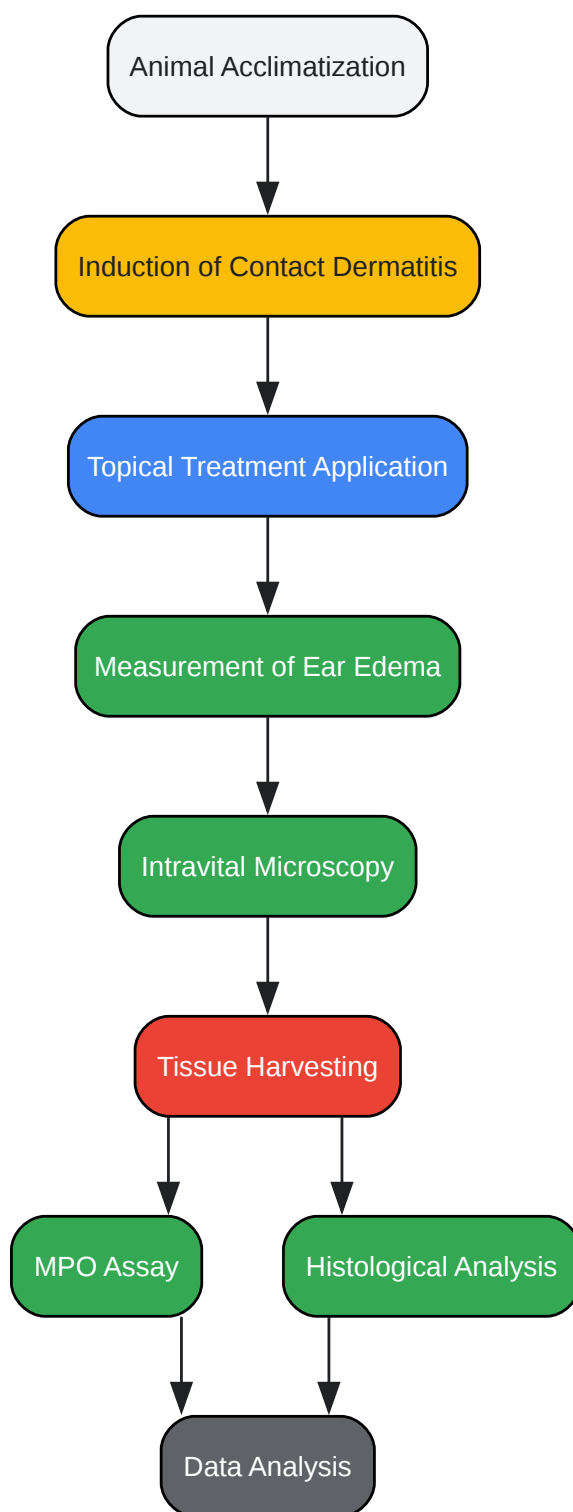 Animal Acclimatization
Induction of Contact Dermatitis
Topical Treatment Application
Measurement of Ear Edema
Intravital Microscopy
Tissue Harvesting
MPO Assay
Histological Analysis
Data Analysis